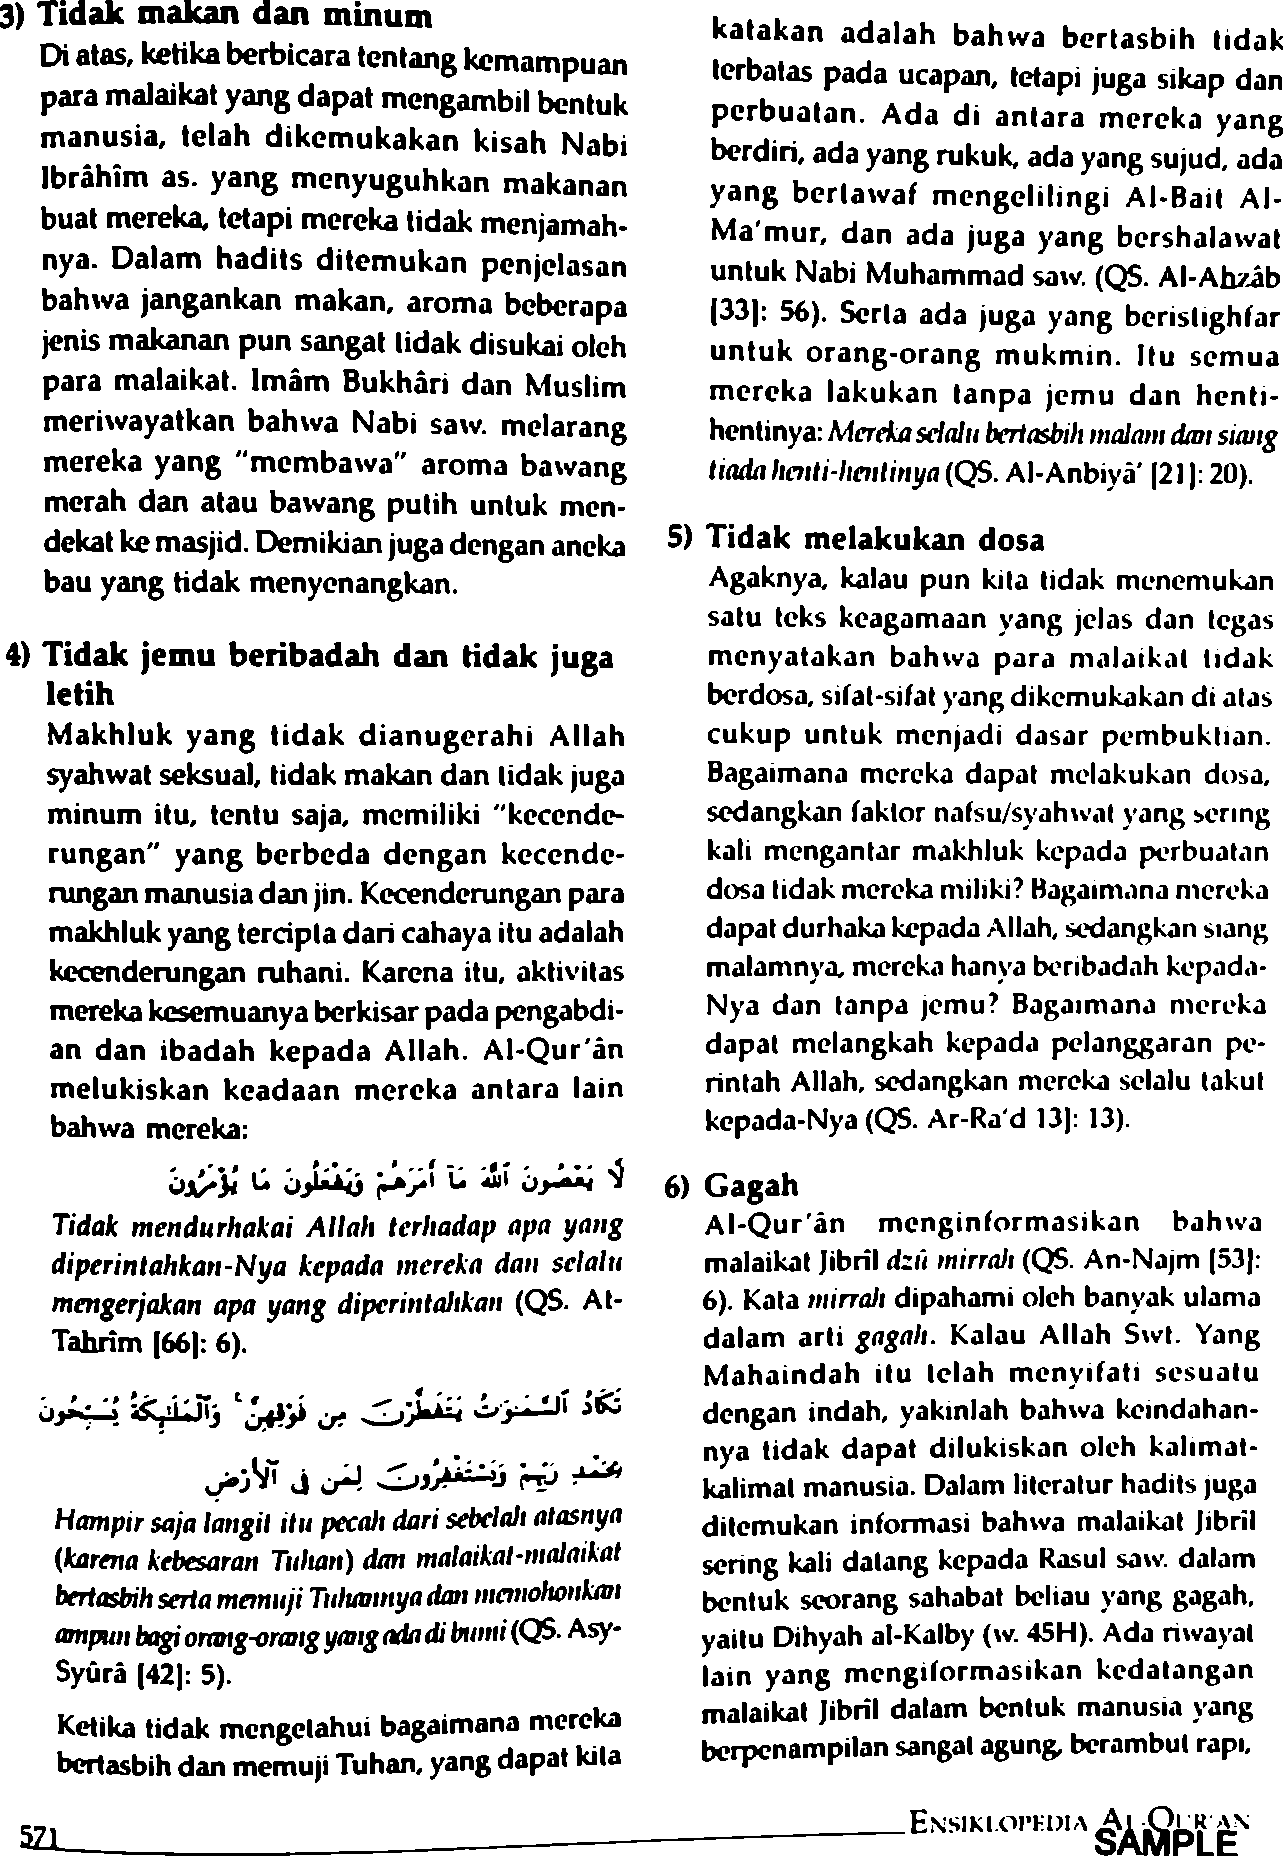 3) Tidak makan dan minum
Di atas, ketika berbicara tentang kemampuan
para malaikat yang dapat mengambil bentuk
manusia, telah dikemukakan kisah Nabi
Ibrâhîm as. yang menyuguhkan makanan
buat mereka, tetapi mereka tidak menjamah-
nya. Dalam hadits ditemukan penjelasan
bahwa jangankan makan, aroma beberapa
jenis makanan pun sangat tidak disukai oleh
para malaikat. Imâm Bukhâri dan Muslim
meriwayatkan bahwa Nabi saw. melarang
mereka yang "membawa" aroma bawang
merah dan atau bawang putih untuk men-
dekat ke masjid. Demikian juga dengan aneka
bau yang tidak menyenangkan.
4) Tidak jemu beribadah dan tidak juga
letih
Makhluk yang tidak dianugerahi Allah
syahwat seksual, tidak makan dan tidak juga
minum itu, tentu saja, memiliki "kecende-
rungan" yang berbeda dengan kecende-
rungan manusia dan jin. Kecenderungan para
makhluk yang tercipta dari cahaya itu adalah
kecenderungan ruhani. Karena itu, aktivitas
mereka kesemuanya berkisar pada pengabdi-
an dan ibadah kepada Allah. Al-Qur'ân
melukiskan keadaan mereka antara lain
bahwa mereka:
لَا يَعْصُونَ ٱللَّهَ مَآ أَمَرَهُمْ وَيَفْعَلُونَ مَا يُؤْمَرُونَ
Tidak mendurhakai Allah terhadap apa yang
diperintahkan-Nya kepada mereka dan selalu
mengerjakan apa yang diperintahkan (QS. At-
Tahrîm [66]: 6).
تَكَادُ ٱلسَّمَـٰوَٰتُ يَتَفَطَّرْنَ مِن فَوْقِهِنَّ ۚ وَٱلْمَلَـٰٓئِكَةُ يُسَبِّحُونَ
بِحَمْدِ رَبِّهِمْ وَيَسْتَغْفِرُونَ لِمَن فِى ٱلْأَرْضِ
Hampir saja langit itu pecah dari sebelah atasnya
(karena kebesaran Tuhan) dan malaikat-malaikat
bertasbih serta memuji Tuhannya dan memohonkan
ampun bagi orang-orang yang ada di bumi (QS. Asy-
Syûrâ [42]: 5).
Ketika tidak mengetahui bagaimana mereka
bertasbih dan memuji Tuhan, yang dapat kita
katakan adalah bahwa bertasbih tidak
terbatas pada ucapan, tetapi juga sikap dan
perbuatan. Ada di antara mereka yang
berdiri, ada yang rukuk, ada yang sujud, ada
yang bertawaf mengelilingi Al-Bait Al-
Ma'mur, dan ada juga yang bershalawat
untuk Nabi Muhammad saw. (QS. Al-Ahzâb
[33]: 56). Serta ada juga yang beristighfar
untuk orang-orang mukmin. Itu semua
mereka lakukan tanpa jemu dan henti-
hentinya: Mereka selalu bertasbih malam dan siang
tiada henti-hentinya (QS. Al-Anbiyâ' [21]: 20).
5) Tidak melakukan dosa
Agaknya, kalau pun kita tidak menemukan
satu teks keagamaan yang jelas dan tegas
menyatakan bahwa para malaikat tidak
berdosa, sifat-sifat yang dikemukakan di atas
cukup untuk menjadi dasar pembuktian.
Bagaimana mereka dapat melakukan dosa,
sedangkan faktor nafsu/syahwat yang sering
kali mengantar makhluk kepada perbuatan
dosa tidak mereka miliki? Bagaimana mereka
dapat durhaka kepada Allah, sedangkan siang
malamnya, mereka hanya beribadah kepada-
Nya dan tanpa jemu? Bagaimana mereka
dapat melangkah kepada pelanggaran pe-
rintah Allah, sedangkan mereka selalu takut
kepada-Nya (QS. Ar-Ra'd 13]: 13).
6) Gagah
Al-Qur'ân menginformasikan bahwa
malaikat Jibril dzû mirrah (QS. An-Najm [53]:
6). Kata mirrah dipahami oleh banyak ulama
dalam arti gagah. Kalau Allah Swt. Yang
Mahaindah itu telah menyifati sesuatu
dengan indah, yakinlah bahwa keindahan-
nya tidak dapat dilukiskan oleh kalimat-
kalimat manusia. Dalam literatur hadits juga
ditemukan informasi bahwa malaikat Jibril
sering kali datang kepada Rasul saw. dalam
bentuk seorang sahabat beliau yang gagah,
yaitu Dihyah al-Kalby (w. 45H). Ada riwayat
lain yang mengiformasikan kedatangan
malaikat Jibril dalam bentuk manusia yang
berpenampilan sangat agung, berambut rapi,
571
ENSIKLOPEDIA AL-QUR'AN
SAMPLE